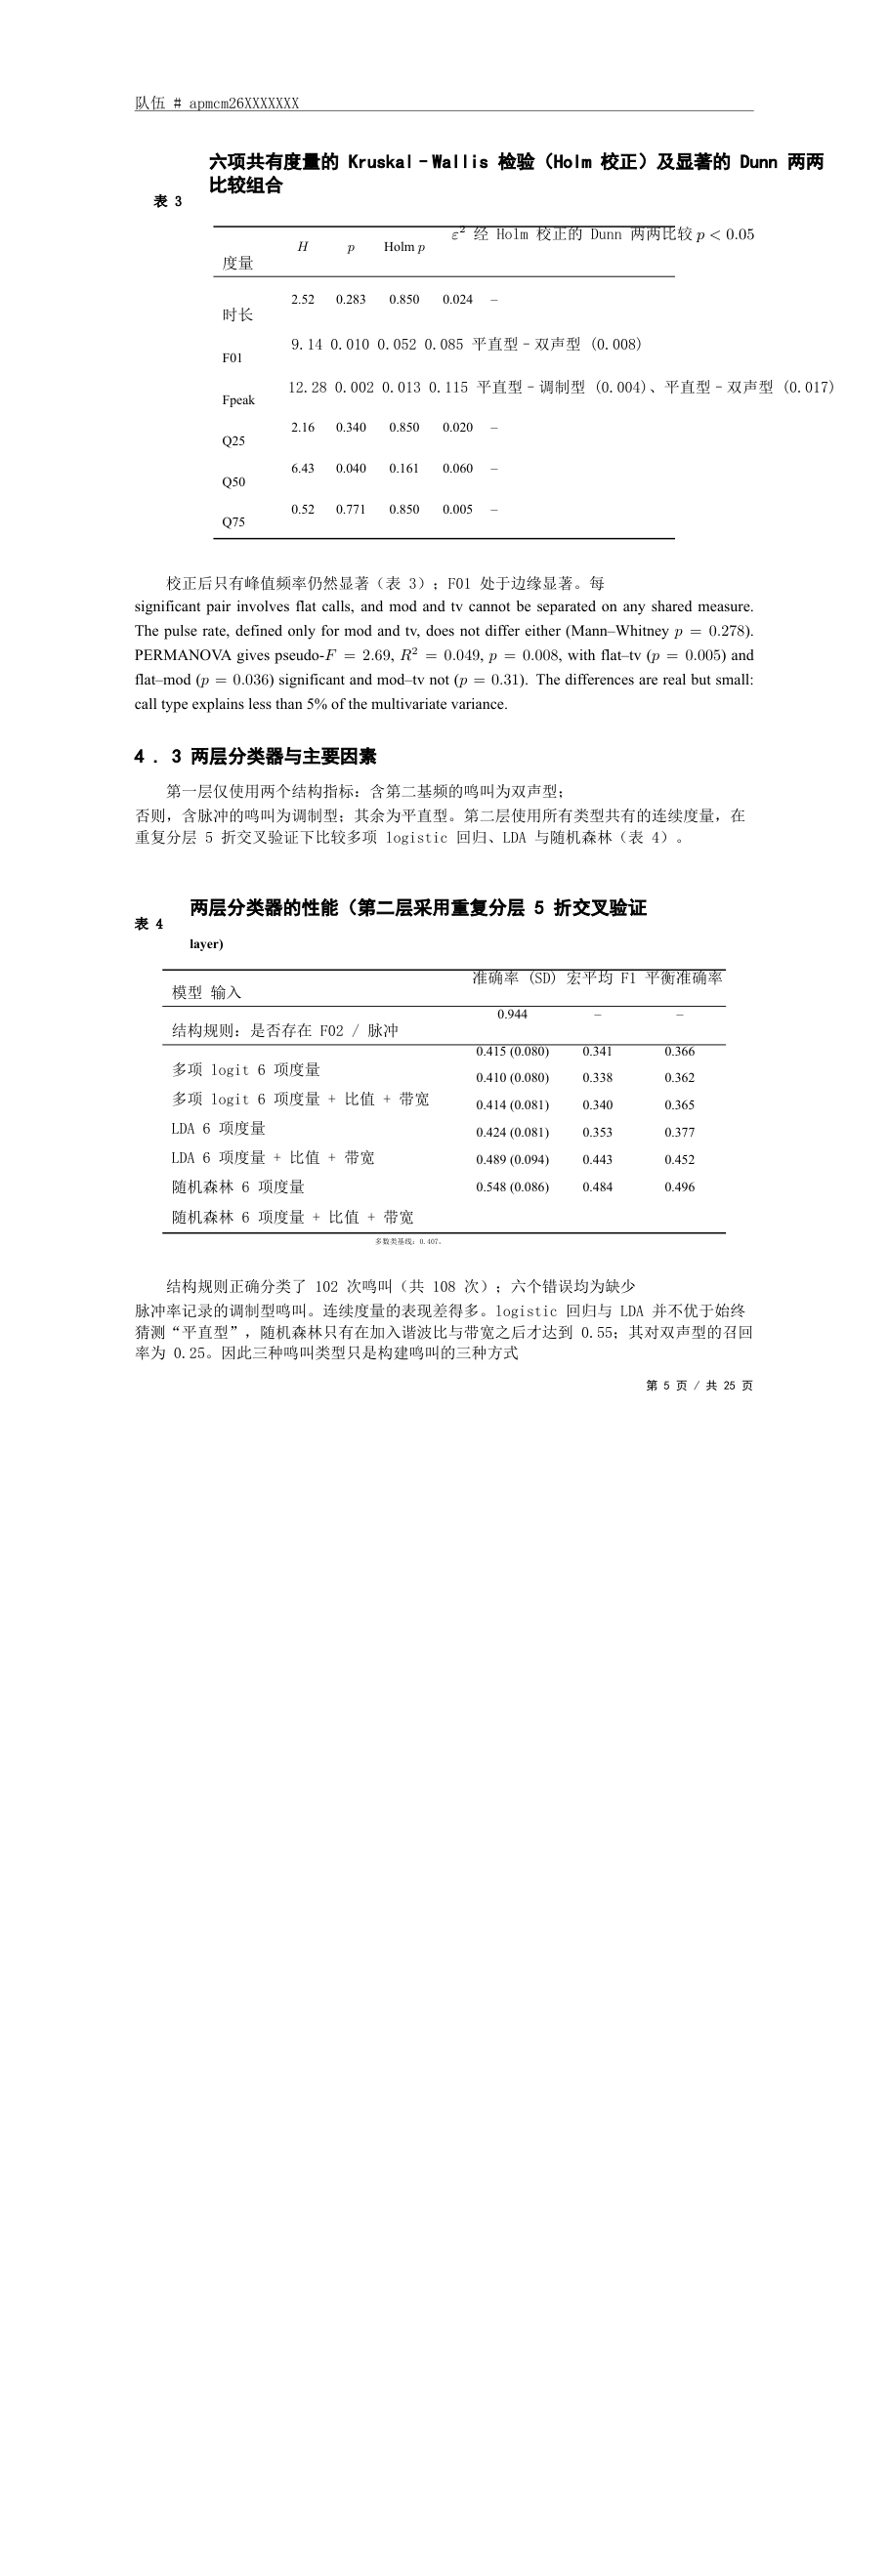 队伍 # apmcm26XXXXXXX
表 3
六项共有度量的 Kruskal–Wallis 检验（Holm 校正）及显著的 Dunn 两两
比较组合
度量 H p Holm p ε² 经 Holm 校正的 Dunn 两两比较 p < 0.05
时长 2.52 0.283 0.850 0.024 –
F01 9.14 0.010 0.052 0.085 平直型–双声型 (0.008)
Fpeak 12.28 0.002 0.013 0.115 平直型–调制型 (0.004)、平直型–双声型 (0.017)
Q25 2.16 0.340 0.850 0.020 –
Q50 6.43 0.040 0.161 0.060 –
Q75 0.52 0.771 0.850 0.005 –
校正后只有峰值频率仍然显著（表 3）；F01 处于边缘显著。每
significant pair involves flat calls, and mod and tv cannot be separated on any shared measure.
The pulse rate, defined only for mod and tv, does not differ either (Mann–Whitney p = 0.278).
PERMANOVA gives pseudo-F = 2.69, R² = 0.049, p = 0.008, with flat–tv (p = 0.005) and
flat–mod (p = 0.036) significant and mod–tv not (p = 0.31). The differences are real but small:
call type explains less than 5% of the multivariate variance.
4 . 3 两层分类器与主要因素
第一层仅使用两个结构指标：含第二基频的鸣叫为双声型；
否则，含脉冲的鸣叫为调制型；其余为平直型。第二层使用所有类型共有的连续度量，在
重复分层 5 折交叉验证下比较多项 logistic 回归、LDA 与随机森林（表 4）。
表 4
两层分类器的性能（第二层采用重复分层 5 折交叉验证
layer)
模型 输入 准确率 (SD) 宏平均 F1 平衡准确率
结构规则：是否存在 F02 / 脉冲 0.944 – –
多项 logit 6 项度量 0.415 (0.080) 0.341 0.366
多项 logit 6 项度量 + 比值 + 带宽 0.410 (0.080) 0.338 0.362
LDA 6 项度量 0.414 (0.081) 0.340 0.365
LDA 6 项度量 + 比值 + 带宽 0.424 (0.081) 0.353 0.377
随机森林 6 项度量 0.489 (0.094) 0.443 0.452
随机森林 6 项度量 + 比值 + 带宽 0.548 (0.086) 0.484 0.496
多数类基线：0.407。
结构规则正确分类了 102 次鸣叫（共 108 次）；六个错误均为缺少
脉冲率记录的调制型鸣叫。连续度量的表现差得多。logistic 回归与 LDA 并不优于始终
猜测“平直型”，随机森林只有在加入谐波比与带宽之后才达到 0.55；其对双声型的召回
率为 0.25。因此三种鸣叫类型只是构建鸣叫的三种方式
第 5 页 / 共 25 页